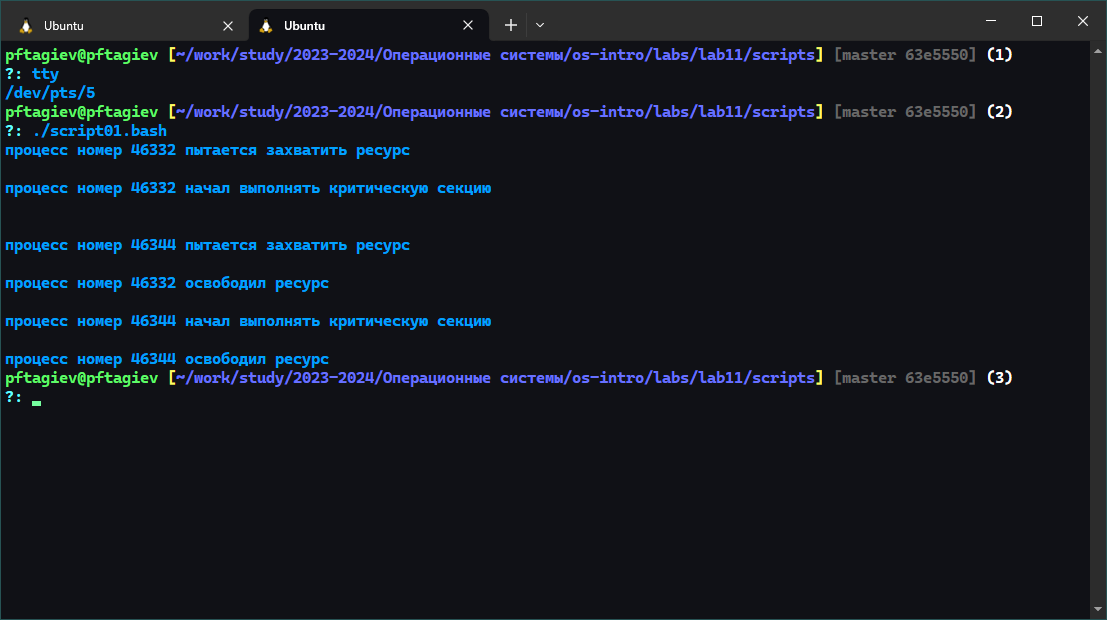 Ubuntu
Ubuntu
pftagiev@pftagiev [~/work/study/2023-2024/Операционные системы/os-intro/labs/lab11/scripts] [master 63e5550] (1)
?: tty
/dev/pts/5
pftagiev@pftagiev [~/work/study/2023-2024/Операционные системы/os-intro/labs/lab11/scripts] [master 63e5550] (2)
?: ./script01.bash
процесс номер 46332 пытается захватить ресурс
процесс номер 46332 начал выполнять критическую секцию
процесс номер 46344 пытается захватить ресурс
процесс номер 46332 освободил ресурс
процесс номер 46344 начал выполнять критическую секцию
процесс номер 46344 освободил ресурс
pftagiev@pftagiev [~/work/study/2023-2024/Операционные системы/os-intro/labs/lab11/scripts] [master 63e5550] (3)
?: